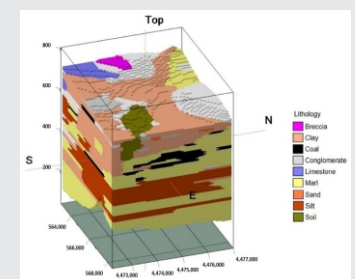 Top
800
600
400
200
S
N
E
564,000
566,000
568,000
4,473,000
4,474,000
4,475,000
4,476,000
4,477,000
Lithology
Breccia
Clay
Coal
Conglomerate
Limestone
Marl
Sand
Silt
Soil